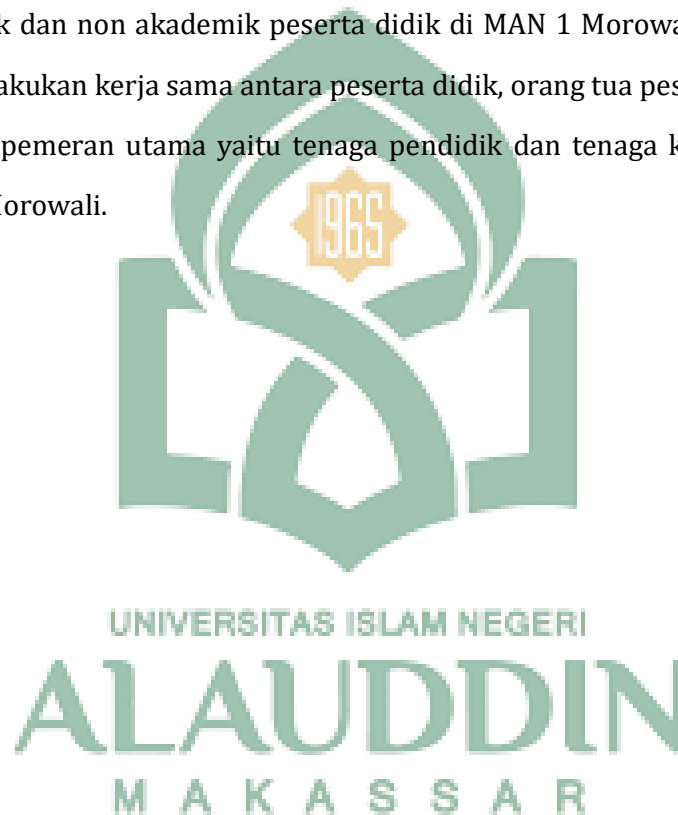 k dan non akademik peserta didik di MAN 1 Morowa
akukan kerja sama antara peserta didik, orang tua pes
pemeran utama yaitu tenaga pendidik dan tenaga k
Morowali.
1965
UNIVERSITAS ISLAM NEGERI
ALAUDDIN
MAKASSAR